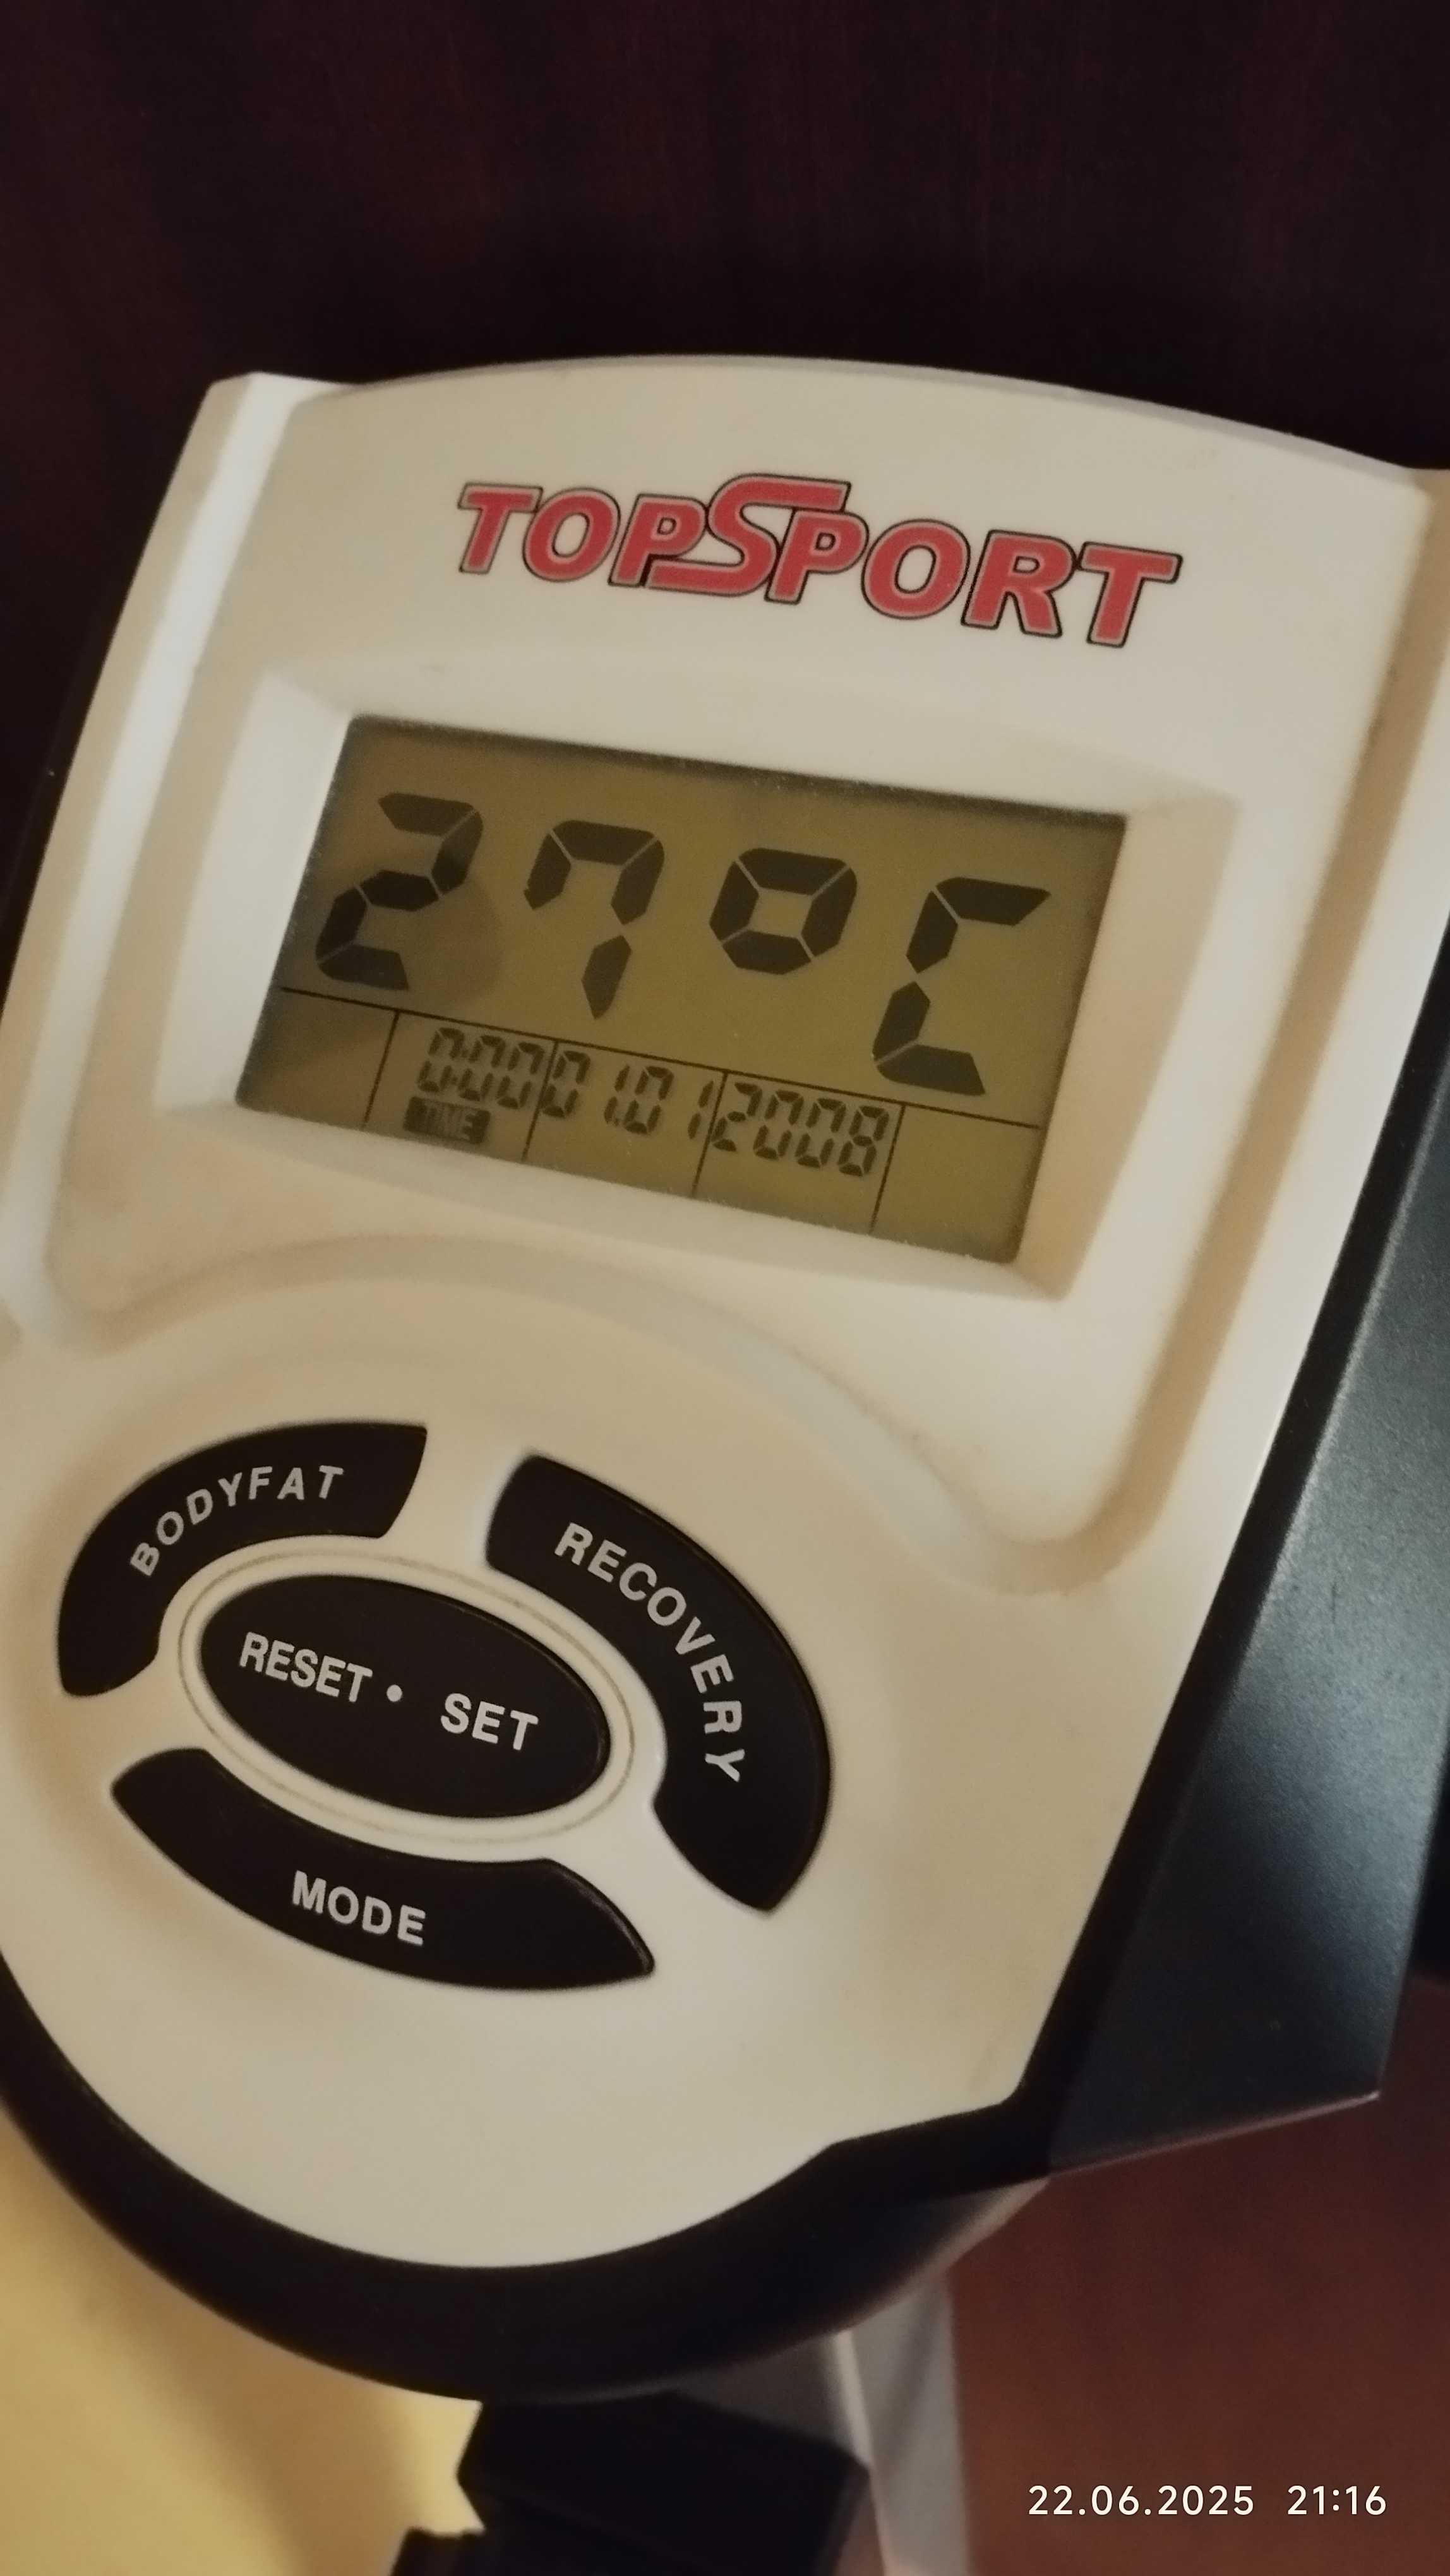 TOPSPORT
27°C
0:00 01.01 2008
TIME
BODYFAT
RECOVERY
RESET • SET
MODE
22.06.2025 21:16